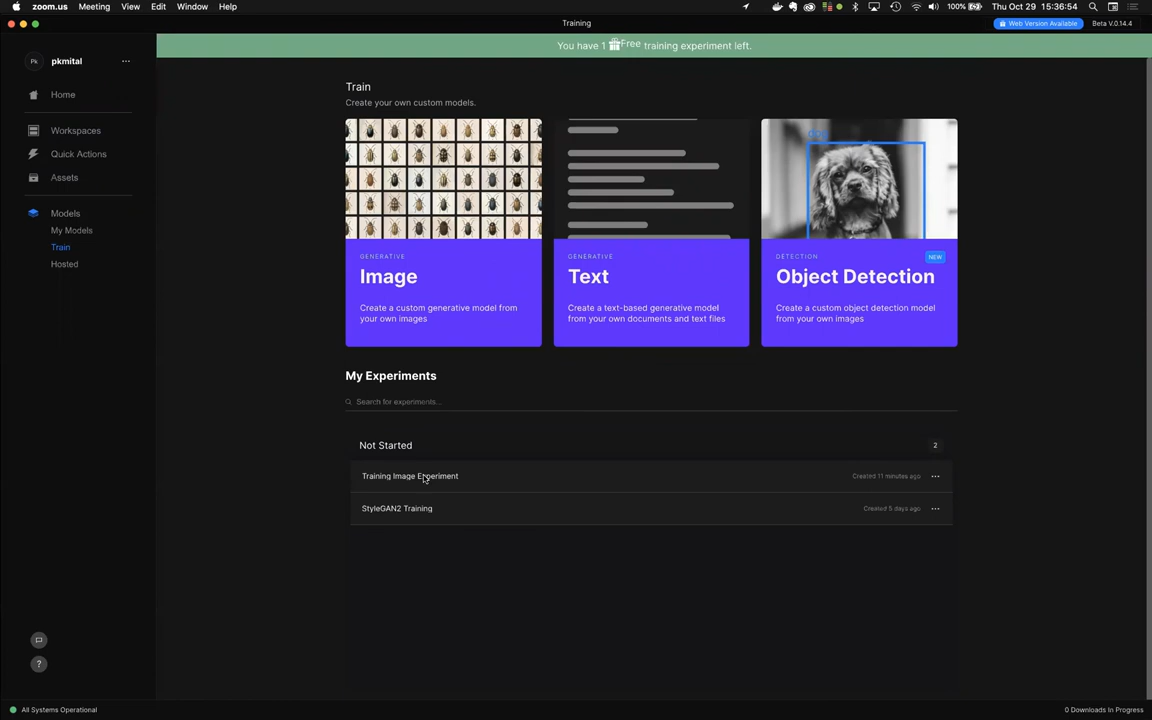 zoom.us Meeting View Edit Window Help
100% Thu Oct 29 15:36:54
Training
Web Version Available Beta V.0.14.4
Pk pkmital ...
You have 1 Free training experiment left.
Home
Workspaces
Quick Actions
Assets
Models
My Models
Train
Hosted
Train
Create your own custom models.
dog
GENERATIVE
Image
Create a custom generative model from
your own images
GENERATIVE
Text
Create a text-based generative model
from your own documents and text files
DETECTION
NEW
Object Detection
Create a custom object detection model
from your own images
My Experiments
Search for experiments...
Not Started 2
Training Image Experiment Created 11 minutes ago ...
StyleGAN2 Training Created 5 days ago ...
?
All Systems Operational 0 Downloads In Progress